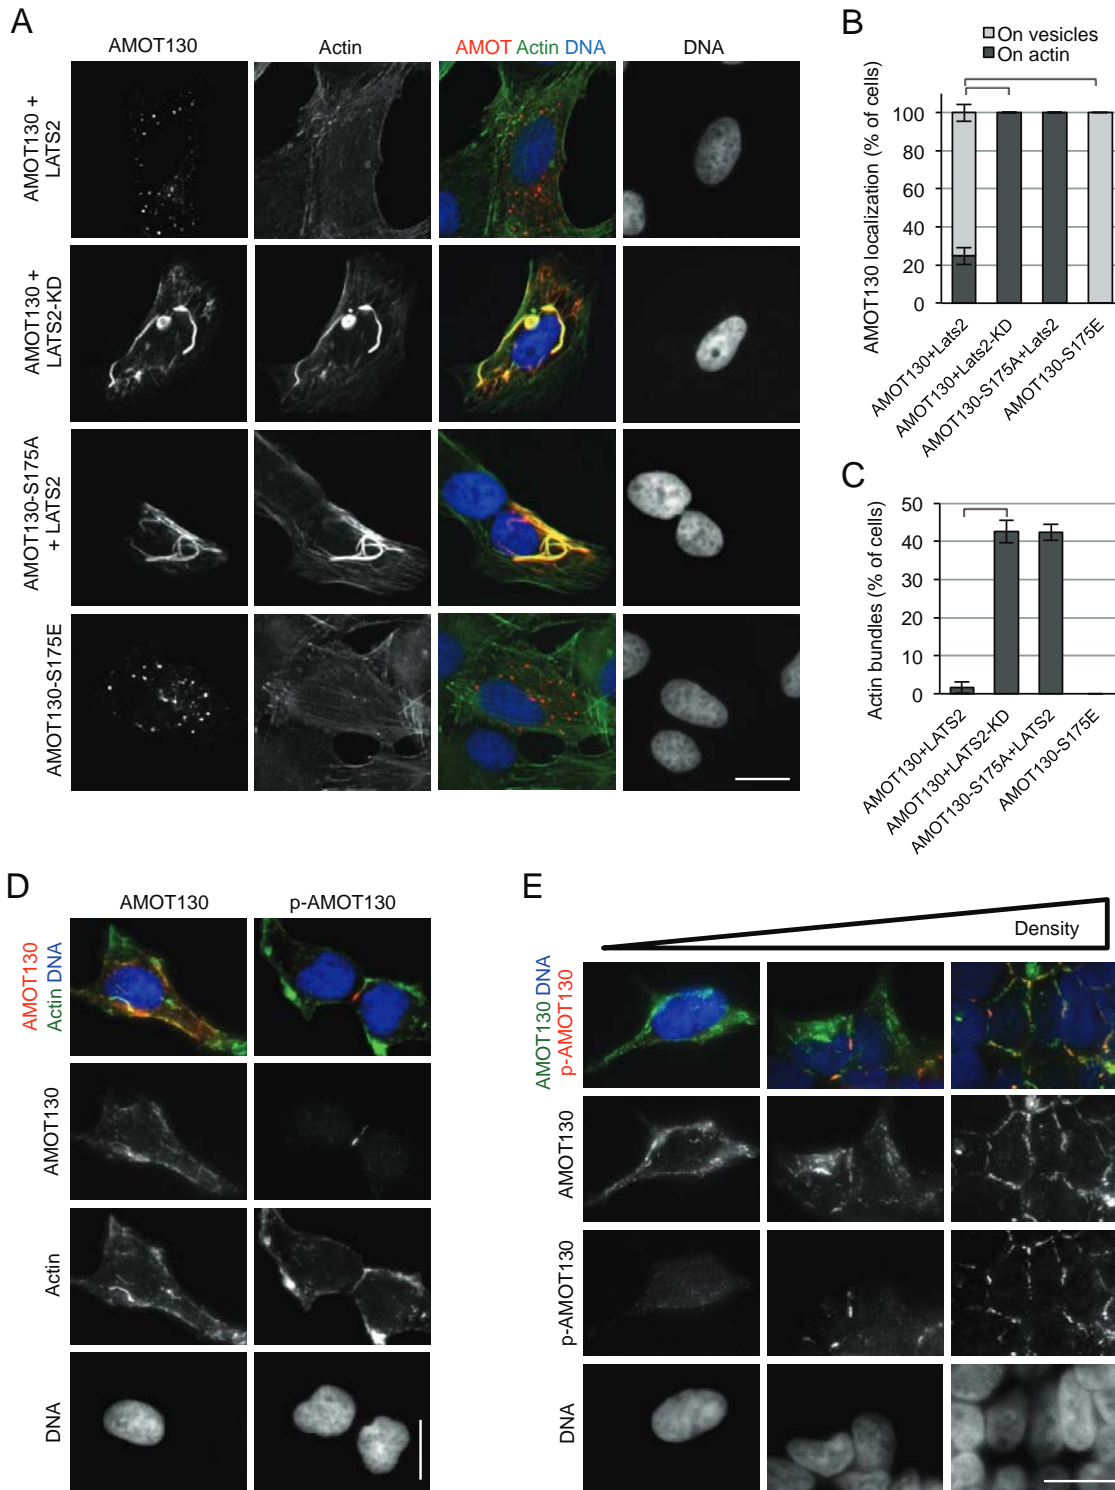 A
AMOT130
Actin
AMOT Actin DNA
DNA
AMOT130 +
LATS2
AMOT130 +
LATS2-KD
AMOT130-S175A
+ LATS2
AMOT130-S175E
B
On vesicles
On actin
AMOT130 localization (% of cells)
100
80
60
40
20
0
AMOT130+Lats2
AMOT130+Lats2-KD
AMOT130-S175A+Lats2
AMOT130-S175E
C
Actin bundles (% of cells)
50
40
30
20
10
0
AMOT130+LATS2
AMOT130+LATS2-KD
AMOT130-S175A+LATS2
AMOT130-S175E
D
AMOT130
p-AMOT130
AMOT130
Actin DNA
AMOT130
Actin
DNA
E
Density
AMOT130 DNA
p-AMOT130
AMOT130
p-AMOT130
DNA